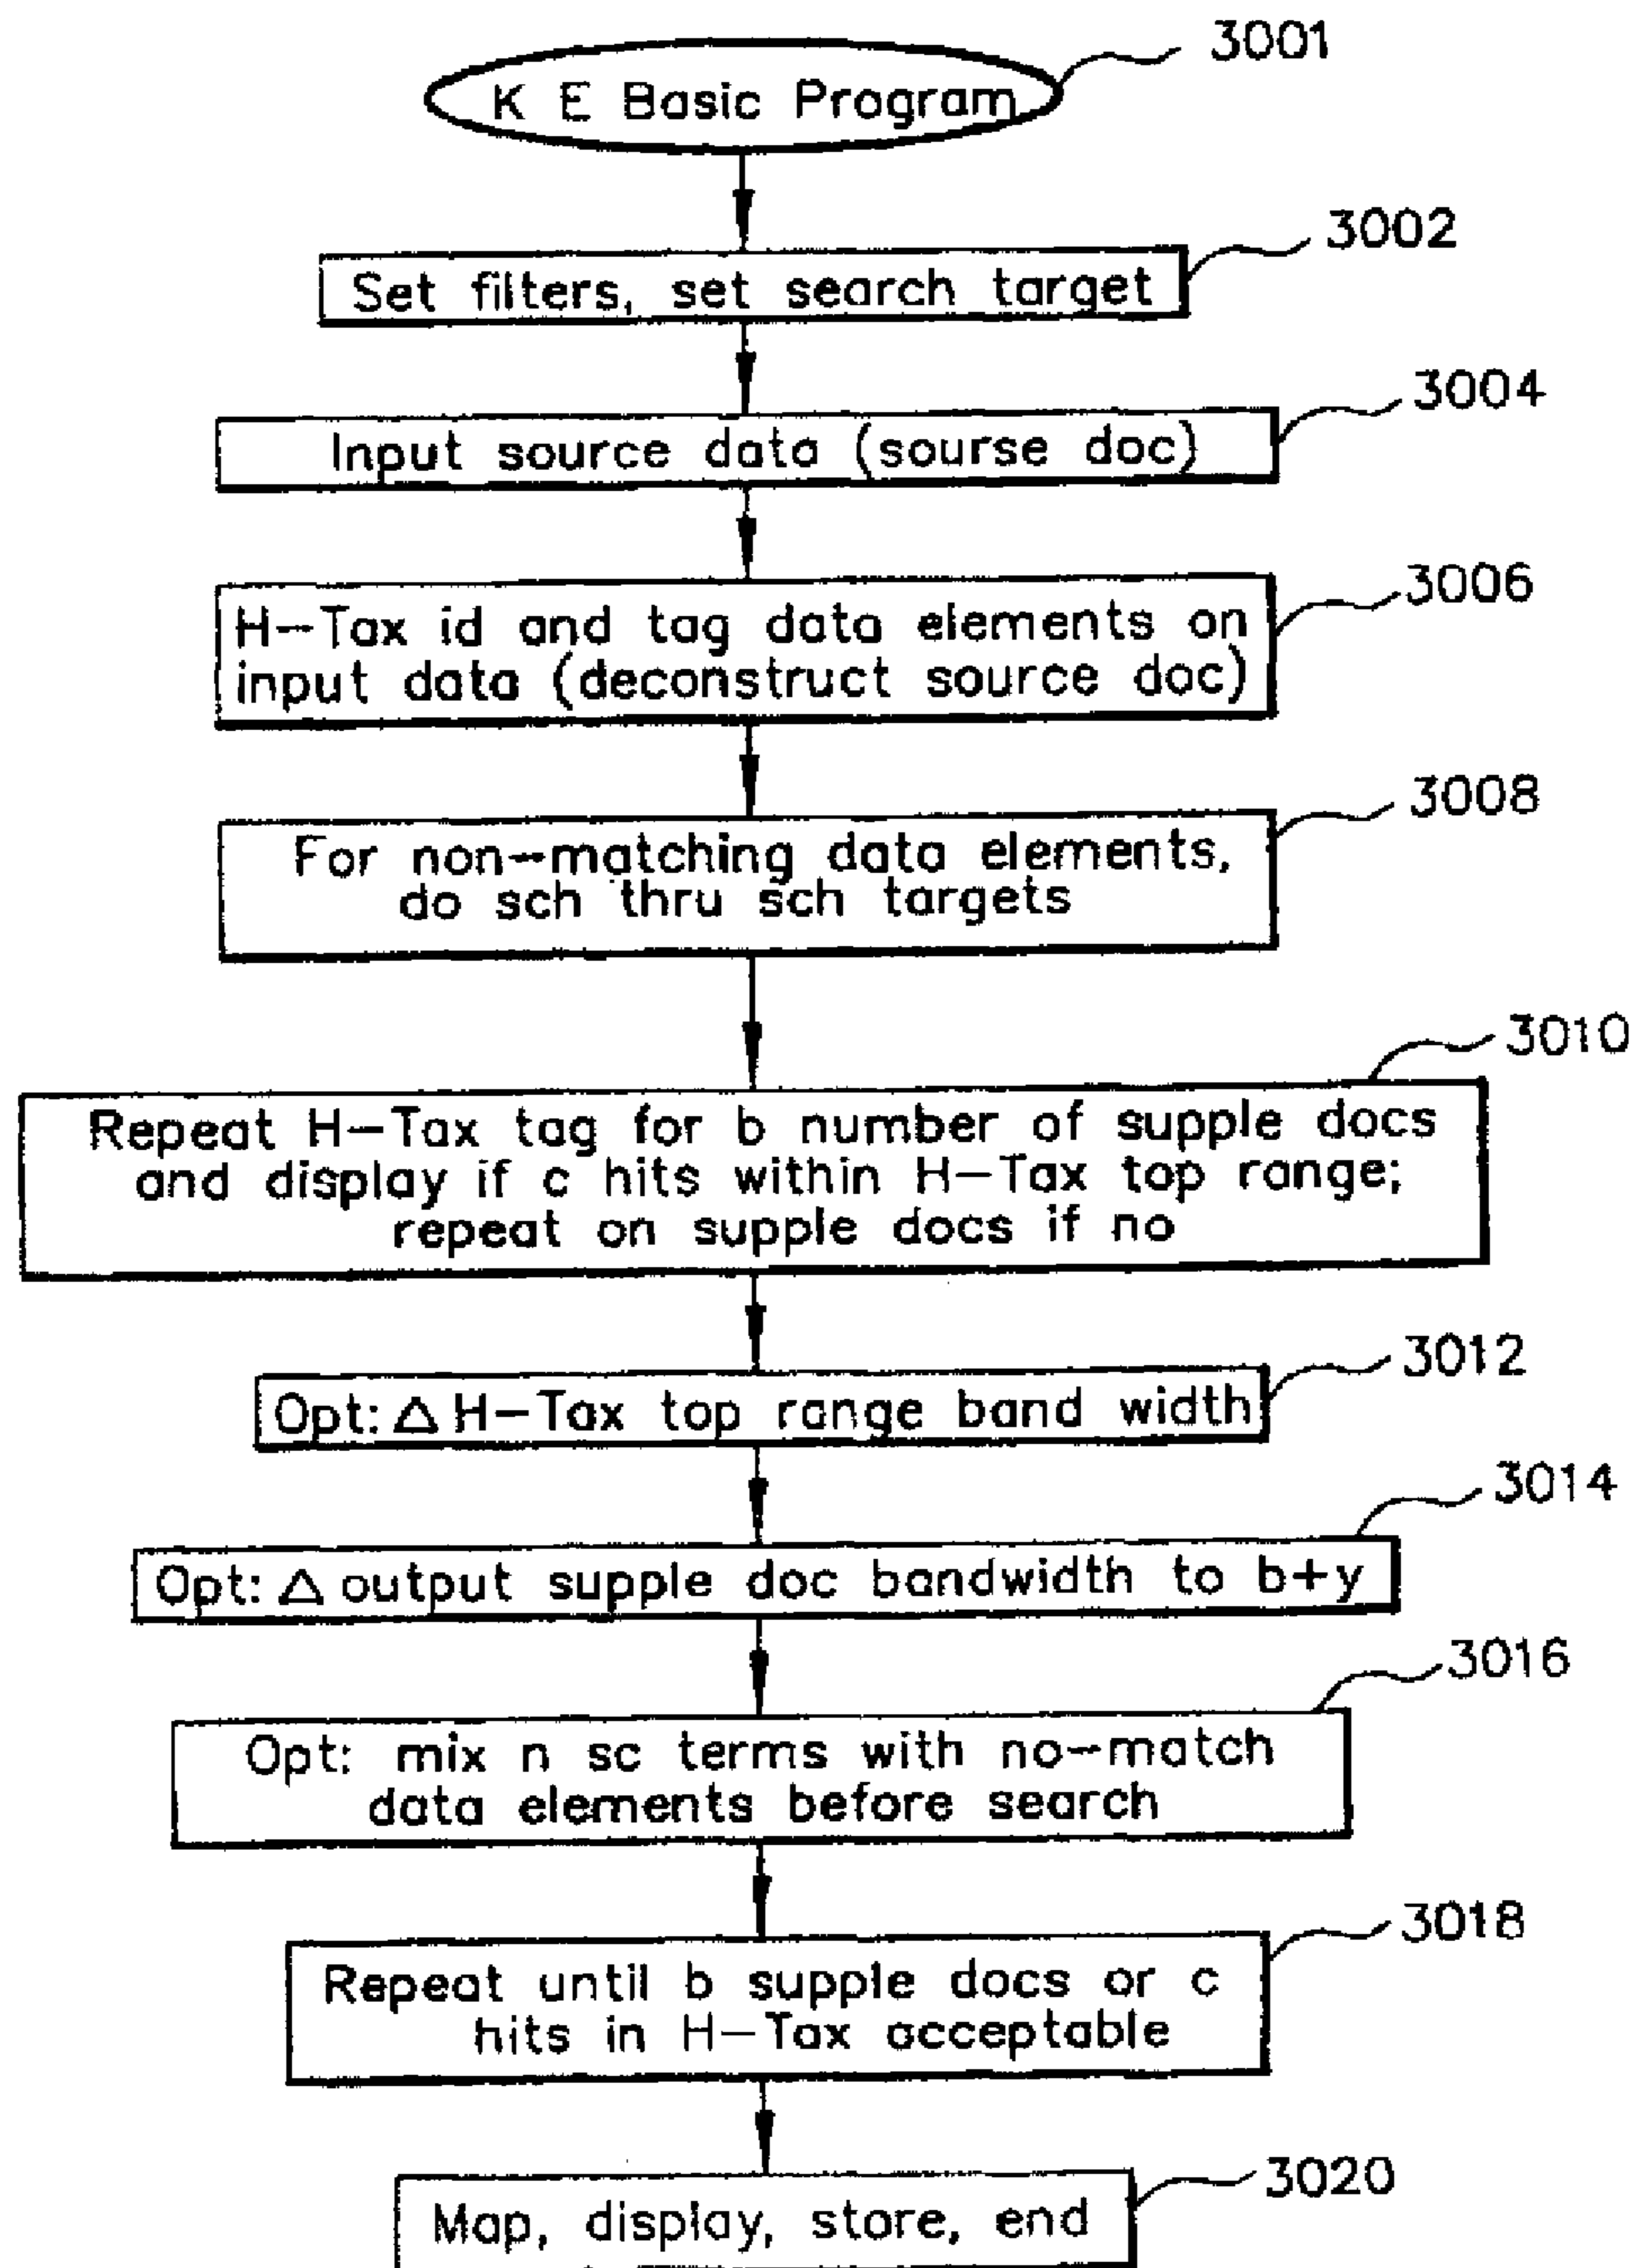 3001
K E Basic Program
3002
Set filters, set search target
3004
Input source data (sourse doc)
3006
H-Tax id and tag data elements on
input data (deconstruct source doc)
3008
For non-matching data elements,
do sch thru sch targets
3010
Repeat H-Tax tag for b number of supple docs
and display if c hits within H-Tax top range;
repeat on supple docs if no
3012
Opt: Δ H-Tax top range band width
3014
Opt: Δ output supple doc bandwidth to b+y
3016
Opt: mix n sc terms with no-match
data elements before search
3018
Repeat until b supple docs or c
hits in H-Tax acceptable
3020
Map, display, store, end